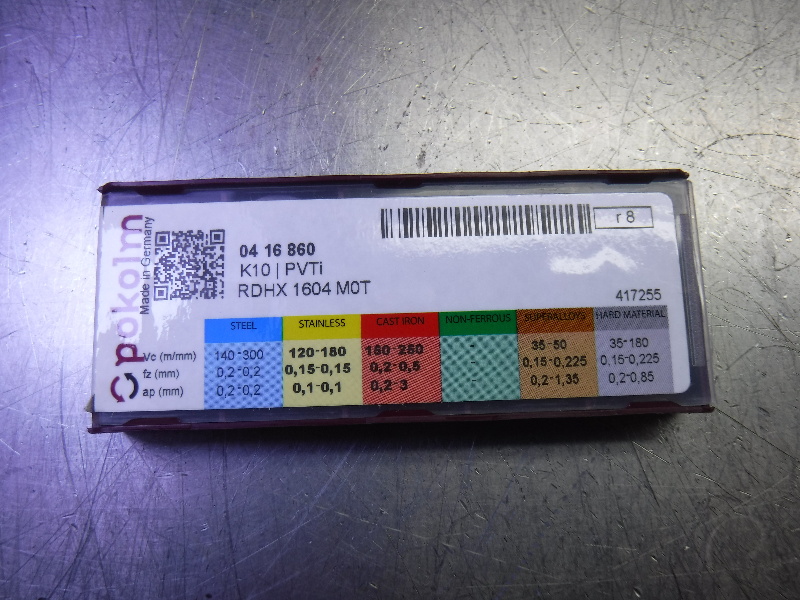 pokolm
Made in Germany
r 8
04 16 860
K10 | PVTi
RDHX 1604 M0T
417255
STEEL STAINLESS CAST IRON NON-FERROUS SUPERALLOYS HARD MATERIAL
Vc (m/mm) 140-300 120-180 150-250 - 35-50 35-180
fz (mm) 0,2-0,2 0,15-0,15 0,2-0,5 - 0,15-0,225 0,15-0,225
ap (mm) 0,2-0,2 0,1-0,1 0,2-3 - 0,2-1,35 0,2-0,85